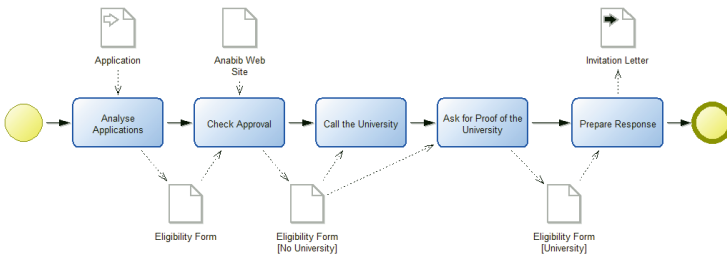 Application
Anabib Web
Site
Invitation Letter
Analyse
Applications
Check Approval
Call the University
Ask for Proof of the
University
Prepare Response
Eligibility Form
Eligibility Form
[No University]
Eligibility Form
[University]